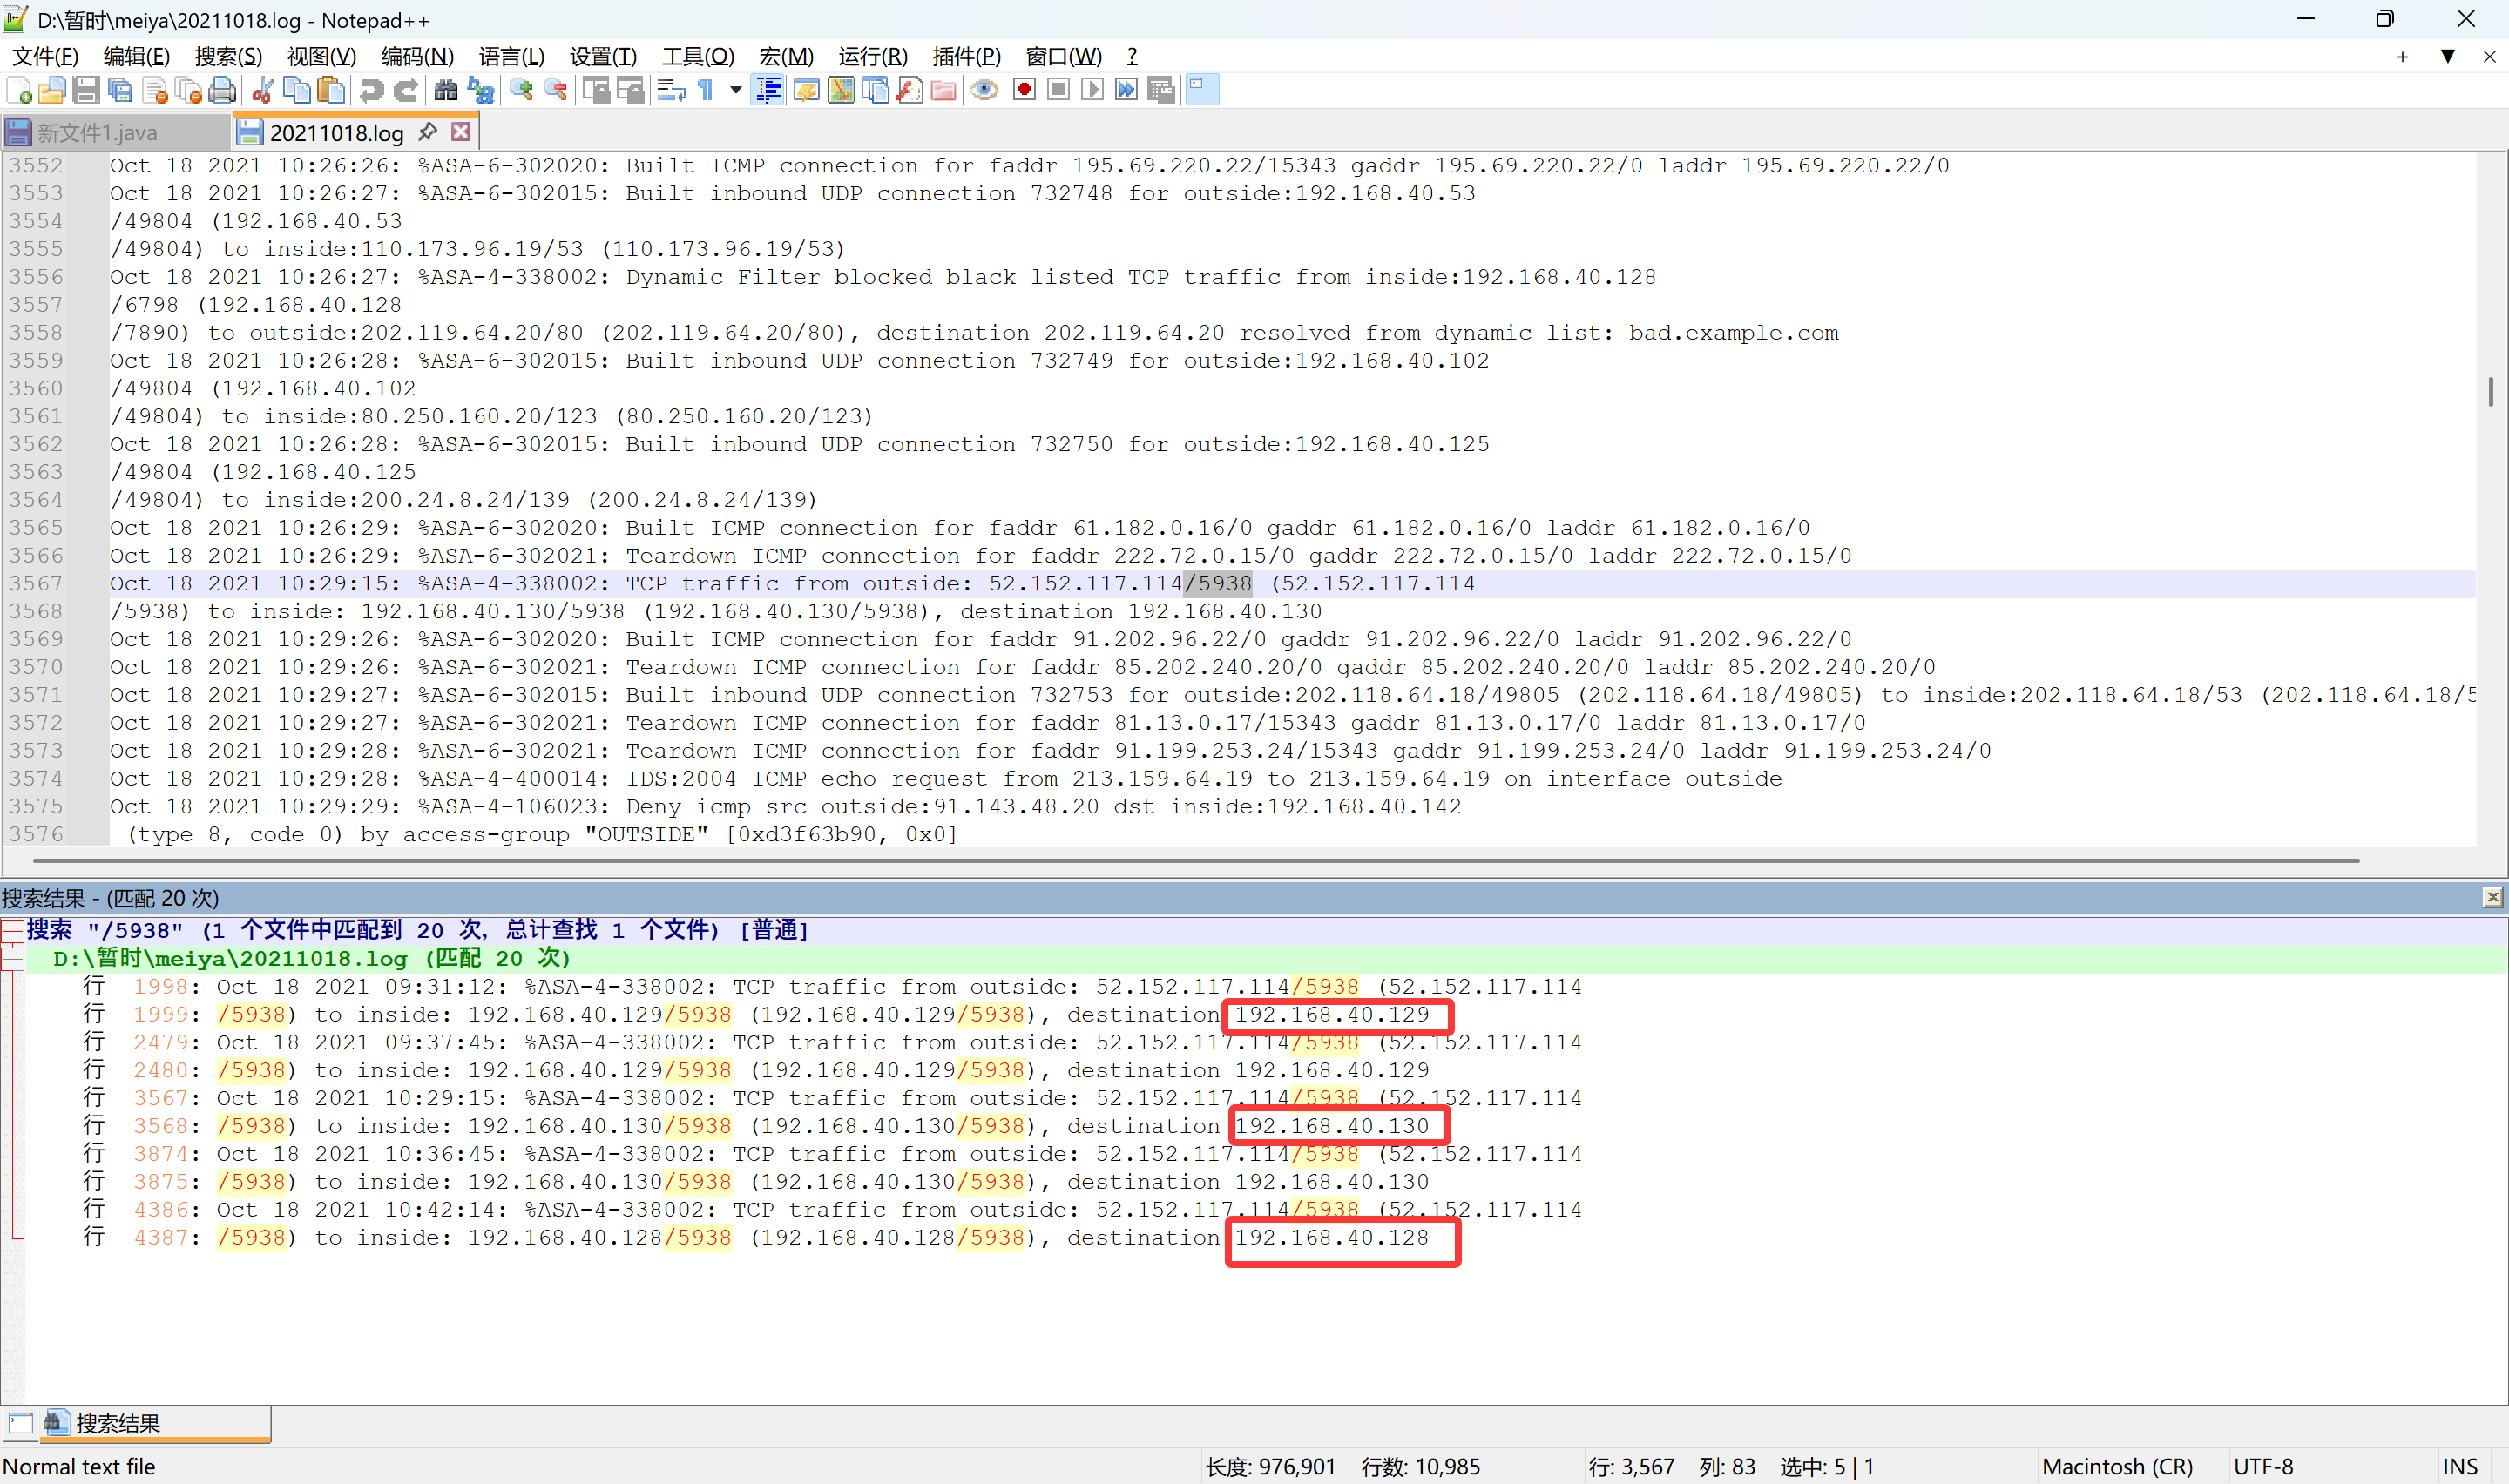 D:\暂时\meiya\20211018.log - Notepad++
文件(F) 编辑(E) 搜索(S) 视图(V) 编码(N) 语言(L) 设置(T) 工具(O) 宏(M) 运行(R) 插件(P) 窗口(W) ?
新文件1.java 20211018.log
3552 Oct 18 2021 10:26:26: %ASA-6-302020: Built ICMP connection for faddr 195.69.220.22/15343 gaddr 195.69.220.22/0 laddr 195.69.220.22/0
3553 Oct 18 2021 10:26:27: %ASA-6-302015: Built inbound UDP connection 732748 for outside:192.168.40.53
3554 /49804 (192.168.40.53
3555 /49804) to inside:110.173.96.19/53 (110.173.96.19/53)
3556 Oct 18 2021 10:26:27: %ASA-4-338002: Dynamic Filter blocked black listed TCP traffic from inside:192.168.40.128
3557 /6798 (192.168.40.128
3558 /7890) to outside:202.119.64.20/80 (202.119.64.20/80), destination 202.119.64.20 resolved from dynamic list: bad.example.com
3559 Oct 18 2021 10:26:28: %ASA-6-302015: Built inbound UDP connection 732749 for outside:192.168.40.102
3560 /49804 (192.168.40.102
3561 /49804) to inside:80.250.160.20/123 (80.250.160.20/123)
3562 Oct 18 2021 10:26:28: %ASA-6-302015: Built inbound UDP connection 732750 for outside:192.168.40.125
3563 /49804 (192.168.40.125
3564 /49804) to inside:200.24.8.24/139 (200.24.8.24/139)
3565 Oct 18 2021 10:26:29: %ASA-6-302020: Built ICMP connection for faddr 61.182.0.16/0 gaddr 61.182.0.16/0 laddr 61.182.0.16/0
3566 Oct 18 2021 10:26:29: %ASA-6-302021: Teardown ICMP connection for faddr 222.72.0.15/0 gaddr 222.72.0.15/0 laddr 222.72.0.15/0
3567 Oct 18 2021 10:29:15: %ASA-4-338002: TCP traffic from outside: 52.152.117.114/5938 (52.152.117.114
3568 /5938) to inside: 192.168.40.130/5938 (192.168.40.130/5938), destination 192.168.40.130
3569 Oct 18 2021 10:29:26: %ASA-6-302020: Built ICMP connection for faddr 91.202.96.22/0 gaddr 91.202.96.22/0 laddr 91.202.96.22/0
3570 Oct 18 2021 10:29:26: %ASA-6-302021: Teardown ICMP connection for faddr 85.202.240.20/0 gaddr 85.202.240.20/0 laddr 85.202.240.20/0
3571 Oct 18 2021 10:29:27: %ASA-6-302015: Built inbound UDP connection 732753 for outside:202.118.64.18/49805 (202.118.64.18/49805) to inside:202.118.64.18/53 (202.118.64.18/5
3572 Oct 18 2021 10:29:27: %ASA-6-302021: Teardown ICMP connection for faddr 81.13.0.17/15343 gaddr 81.13.0.17/0 laddr 81.13.0.17/0
3573 Oct 18 2021 10:29:28: %ASA-6-302021: Teardown ICMP connection for faddr 91.199.253.24/15343 gaddr 91.199.253.24/0 laddr 91.199.253.24/0
3574 Oct 18 2021 10:29:28: %ASA-4-400014: IDS:2004 ICMP echo request from 213.159.64.19 to 213.159.64.19 on interface outside
3575 Oct 18 2021 10:29:29: %ASA-4-106023: Deny icmp src outside:91.143.48.20 dst inside:192.168.40.142
3576 (type 8, code 0) by access-group "OUTSIDE" [0xd3f63b90, 0x0]
搜索结果 - (匹配 20 次)
搜索 "/5938" (1 个文件中匹配到 20 次, 总计查找 1 个文件) [普通]
D:\暂时\meiya\20211018.log (匹配 20 次)
行 1998: Oct 18 2021 09:31:12: %ASA-4-338002: TCP traffic from outside: 52.152.117.114/5938 (52.152.117.114
行 1999: /5938) to inside: 192.168.40.129/5938 (192.168.40.129/5938), destination 192.168.40.129
行 2479: Oct 18 2021 09:37:45: %ASA-4-338002: TCP traffic from outside: 52.152.117.114/5938 (52.152.117.114
行 2480: /5938) to inside: 192.168.40.129/5938 (192.168.40.129/5938), destination 192.168.40.129
行 3567: Oct 18 2021 10:29:15: %ASA-4-338002: TCP traffic from outside: 52.152.117.114/5938 (52.152.117.114
行 3568: /5938) to inside: 192.168.40.130/5938 (192.168.40.130/5938), destination 192.168.40.130
行 3874: Oct 18 2021 10:36:45: %ASA-4-338002: TCP traffic from outside: 52.152.117.114/5938 (52.152.117.114
行 3875: /5938) to inside: 192.168.40.130/5938 (192.168.40.130/5938), destination 192.168.40.130
行 4386: Oct 18 2021 10:42:14: %ASA-4-338002: TCP traffic from outside: 52.152.117.114/5938 (52.152.117.114
行 4387: /5938) to inside: 192.168.40.128/5938 (192.168.40.128/5938), destination 192.168.40.128
搜索结果
Normal text file 长度: 976,901 行数: 10,985 行: 3,567 列: 83 选中: 5 | 1 Macintosh (CR) UTF-8 INS